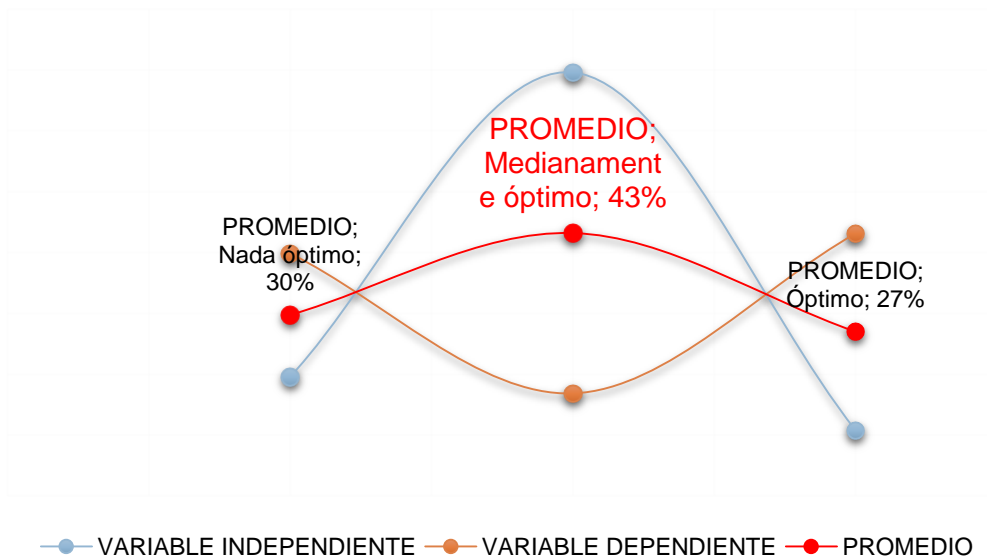 PROMEDIO;
Medianament
e óptimo; 43%
PROMEDIO;
Nada óptimo;
30%
PROMEDIO;
Óptimo; 27%
VARIABLE INDEPENDIENTE VARIABLE DEPENDIENTE PROMEDIO